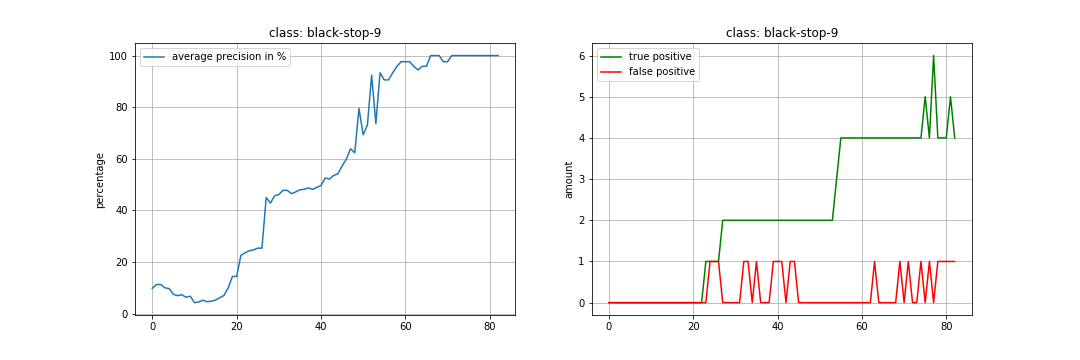 class: black-stop-9
average precision in %
percentage
100
80
60
40
20
0
0 20 40 60 80
class: black-stop-9
true positive
false positive
amount
6
5
4
3
2
1
0
0 20 40 60 80